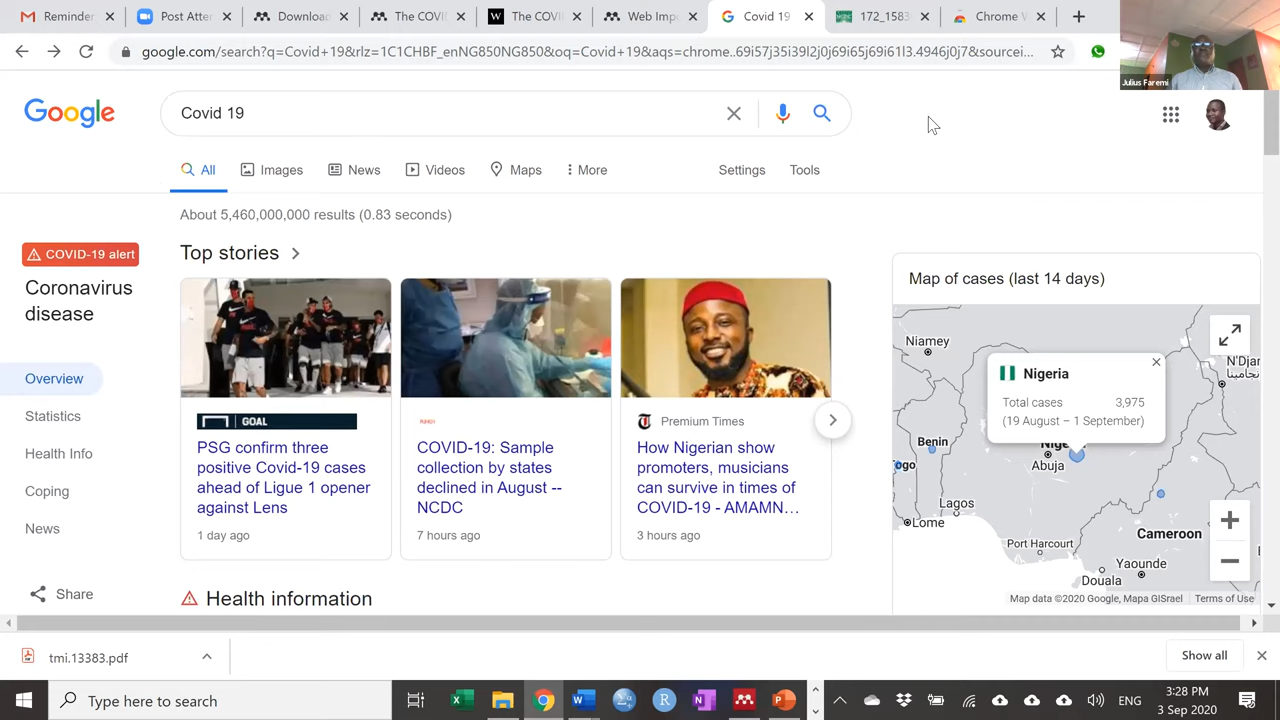 Reminder
Post Atter
Downloa
The COVID
The COVI
Web Impo
Covid 19
172_1583
Chrome W
google.com/search?q=Covid+19&rlz=1C1CHBF_enNG850NG850&oq=Covid+19&aqs=chrome..69i57j35i39l2j0j69i65j69i61l3.4946j0j7&sourcei...
Julius Faremi
Google
Covid 19
All
Images
News
Videos
Maps
More
Settings
Tools
About 5,460,000,000 results (0.83 seconds)
COVID-19 alert
Coronavirus
disease
Overview
Statistics
Health Info
Coping
News
Share
Top stories
GOAL
PSG confirm three
positive Covid-19 cases
ahead of Ligue 1 opener
against Lens
1 day ago
PUNCH
COVID-19: Sample
collection by states
declined in August --
NCDC
7 hours ago
Premium Times
How Nigerian show
promoters, musicians
can survive in times of
COVID-19 - AMAMN...
3 hours ago
Health information
Map of cases (last 14 days)
Niamey
N'Djar
Nigeria
Total cases 3,975
(19 August – 1 September)
Benin
Nige
Abuja
ogo
Lagos
Lome
Cameroon
Port Harcourt
Yaounde
Douala
Map data ©2020 Google, Mapa GISrael
Terms of Use
tmi.13383.pdf
Show all
Type here to search
ENG
3:28 PM
3 Sep 2020